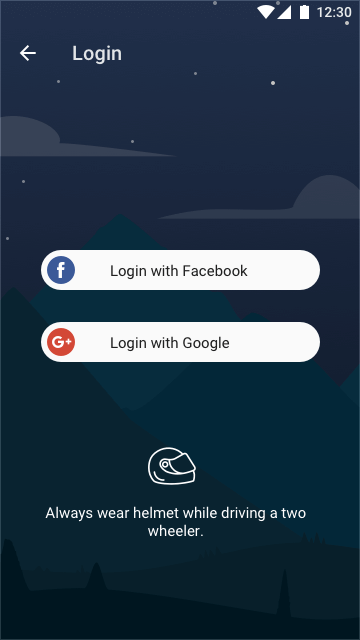 12:30
Login
f
Login with Facebook
G+
Login with Google
Always wear helmet while driving a two
wheeler.